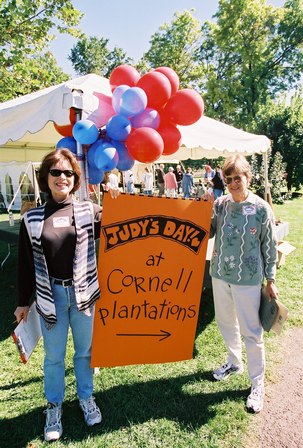 JUDY'S DAY!
at
Cornell
plantations